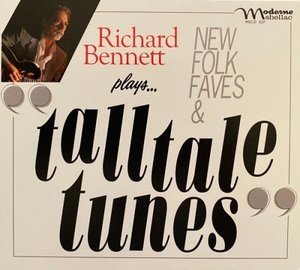 Richard
Bennett
plays...
NEW
FOLK
FAVES
&
Moderne
shellac
"tall tale
tunes"